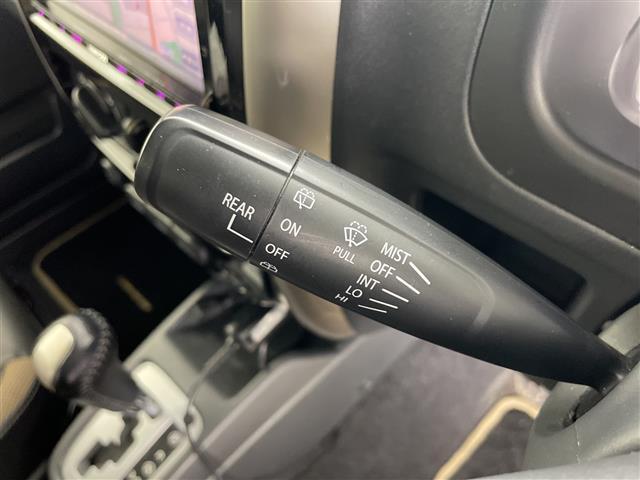 REAR
ON
OFF
PULL
MIST
OFF
INT
LO
HI